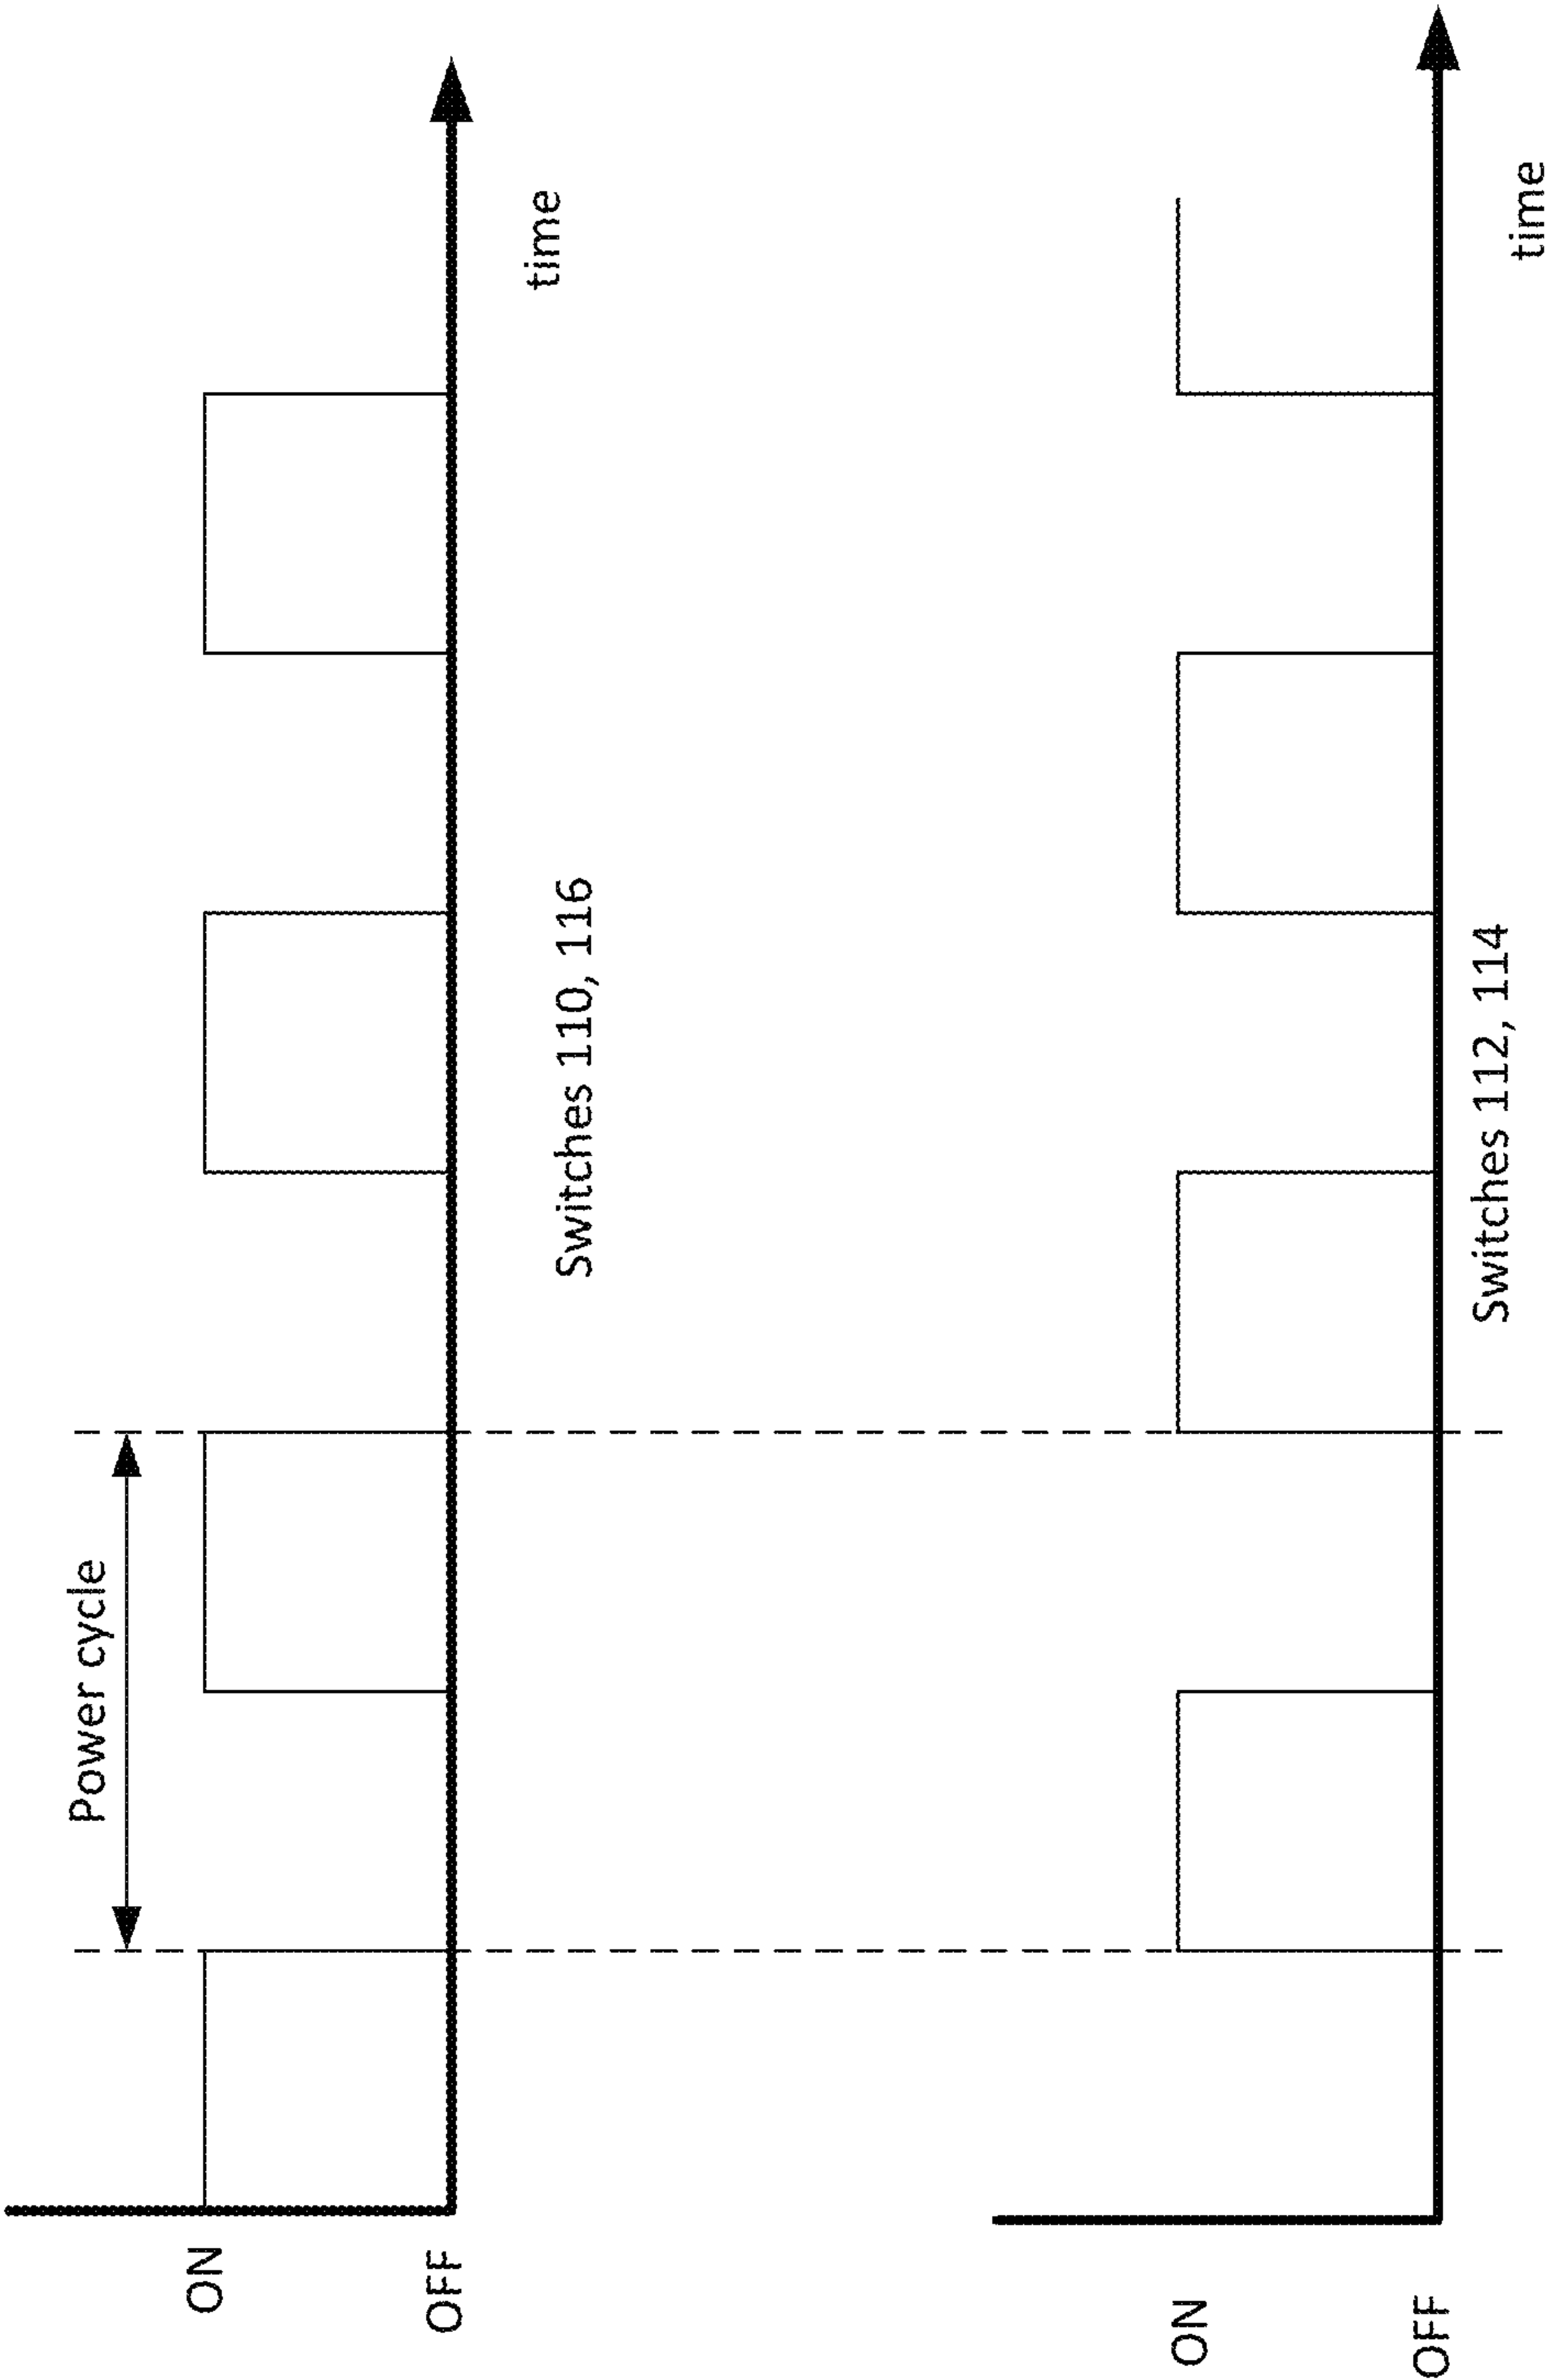 Power cycle
ON
OFF
time
Switches 110, 116
ON
OFF
time
Switches 112, 114